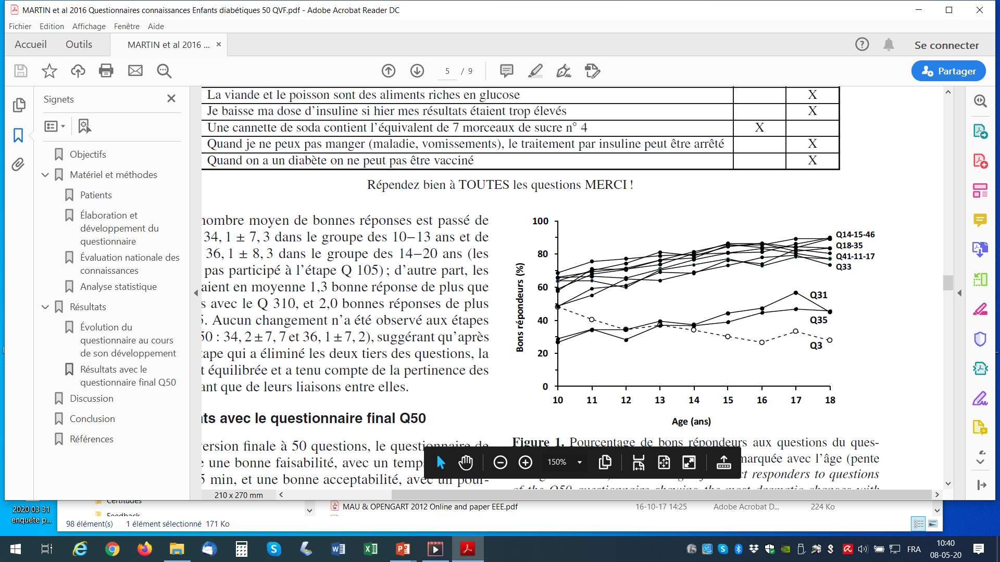 MARTIN et al 2016 Questionnaires connaissances Enfants diabétiques 50 QVF.pdf - Adobe Acrobat Reader DC
Fichier Edition Affichage Fenêtre Aide
Accueil Outils MARTIN et al 2016 ... × Se connecter
5 / 9 Partager
Signets
Objectifs
Matériel et méthodes
Patients
Élaboration et
développement du
questionnaire
Évaluation nationale des
connaissances
Analyse statistique
Résultats
Évolution du
questionnaire au cours
de son développement
Résultats avec le
questionnaire final Q50
Discussion
Conclusion
Références
La viande et le poisson sont des aliments riches en glucose X
Je baisse ma dose d'insuline si hier mes résultats étaient trop élevés X
Une cannette de soda contient l'équivalent de 7 morceaux de sucre n° 4 X
Quand je ne peux pas manger (maladie, vomissements), le traitement par insuline peut être arrêté X
Quand on a un diabète on ne peut pas être vacciné X
Répendez bien à TOUTES les questions MERCI !
nombre moyen de bonnes réponses est passé de
34, 1 ± 7, 3 dans le groupe des 10–13 ans et de
36, 1 ± 8, 3 dans le groupe des 14–20 ans (les
pas participé à l'étape Q 105) ; d'autre part, les
aient en moyenne 1,3 bonne réponse de plus que
s avec le Q 310, et 2,0 bonnes réponses de plus
5. Aucun changement n'a été observé aux étapes
50 : 34, 2 ± 7, 7 et 36, 1 ± 7, 2), suggérant qu'après
tape qui a éliminé les deux tiers des questions, la
t équilibrée et a tenu compte de la pertinence des
ant que de leurs liaisons entre elles.
ts avec le questionnaire final Q50
version finale à 50 questions, le questionnaire de
e une bonne faisabilité, avec un temps
5 min, et une bonne acceptabilité, avec un pour-
Bons répondeurs (%)
100
80
60
40
20
0
10 11 12 13 14 15 16 17 18
Age (ans)
Q14-15-46
Q18-35
Q41-11-17
Q33
Q31
Q35
Q3
Figure 1. Pourcentage de bons répondeurs aux questions du ques-
marquée avec l'âge (pente
ct responders to questions
of the Q50 questionnaire showing the most dramatic changes with
150%
210 x 270 mm
2020 03 31
enquête p...
Certitudes
Feedback
MAU & OPENGART 2012 Online and paper EEE.pdf 16-10-17 14:25 Adobe Acrobat D... 224 Ko
98 élément(s) 1 élément sélectionné 171 Ko
FRA
10:40
08-05-20